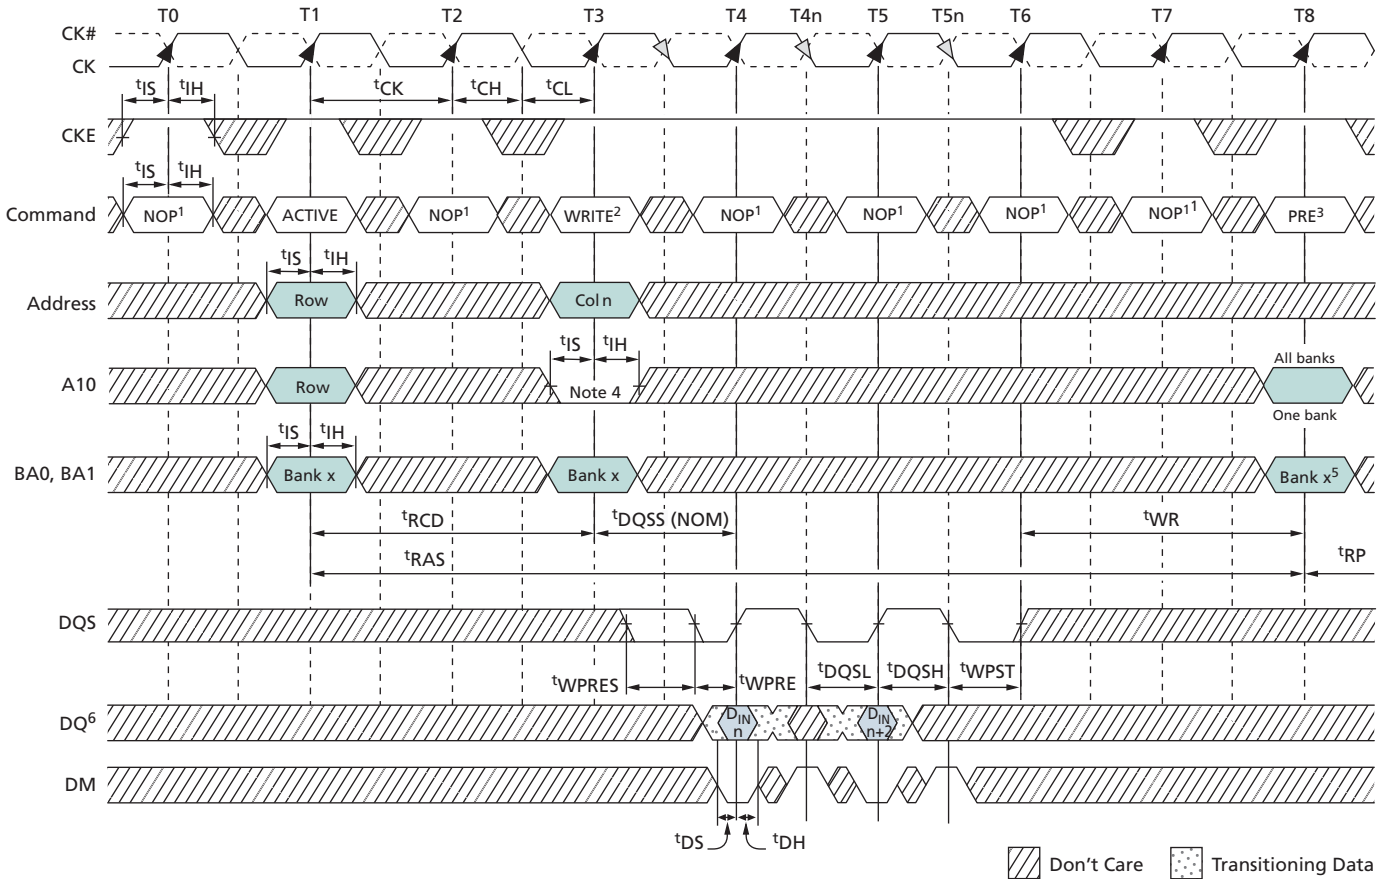 T0 T1 T2 T3 T4 T4n T5 T5n T6 T7 T8
CK#
CK
tIS tIH tCK tCH tCL
CKE
tIS tIH
Command NOP1 ACTIVE NOP1 WRITE2 NOP1 NOP1 NOP1 NOP11 PRE3
tIS tIH
Address Row Col n
tIS tIH All banks
A10 Row Note 4
One bank
tIS tIH
BA0, BA1 Bank x Bank x Bank x5
tRCD tDQSS (NOM) tWR
tRAS tRP
DQS
tWPRES tWPRE tDQSL tDQSH tWPST
DQ6 DIN n DIN n+2
DM
tDS tDH
Don't Care Transitioning Data